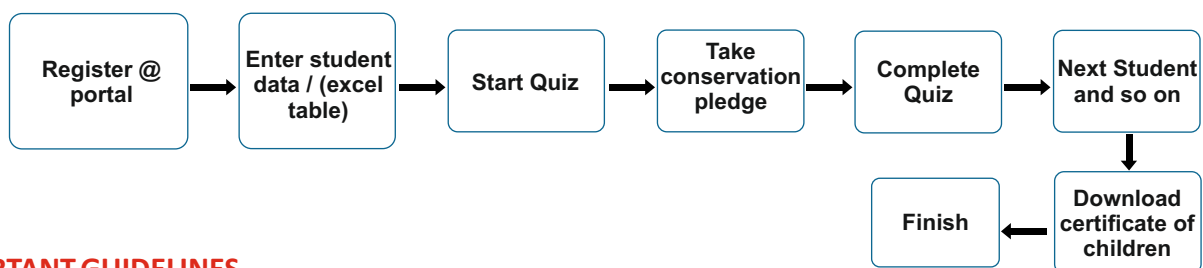 Register @
portal
Enter student
data / (excel
table)
Start Quiz
Take
conservation
pledge
Complete
Quiz
Next Student
and so on
Download
certificate of
children
Finish
GUIDELINES